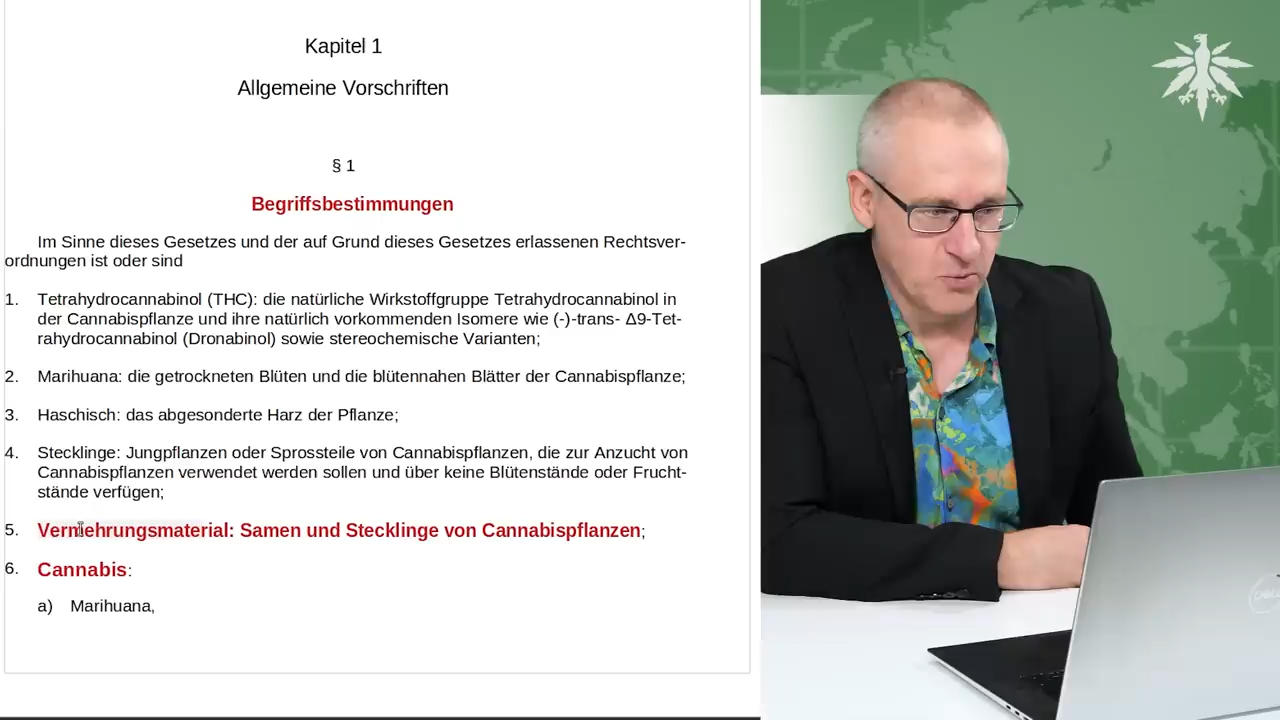 Kapitel 1
Allgemeine Vorschriften
§ 1
Begriffsbestimmungen
Im Sinne dieses Gesetzes und der auf Grund dieses Gesetzes erlassenen Rechtsver-
ordnungen ist oder sind
1. Tetrahydrocannabinol (THC): die natürliche Wirkstoffgruppe Tetrahydrocannabinol in
der Cannabispflanze und ihre natürlich vorkommenden Isomere wie (-)-trans- Δ9-Tet-
rahydrocannabinol (Dronabinol) sowie stereochemische Varianten;
2. Marihuana: die getrockneten Blüten und die blütennahen Blätter der Cannabispflanze;
3. Haschisch: das abgesonderte Harz der Pflanze;
4. Stecklinge: Jungpflanzen oder Sprossteile von Cannabispflanzen, die zur Anzucht von
Cannabispflanzen verwendet werden sollen und über keine Blütenstände oder Frucht-
stände verfügen;
5. Vermehrungsmaterial: Samen und Stecklinge von Cannabispflanzen;
6. Cannabis:
a) Marihuana,